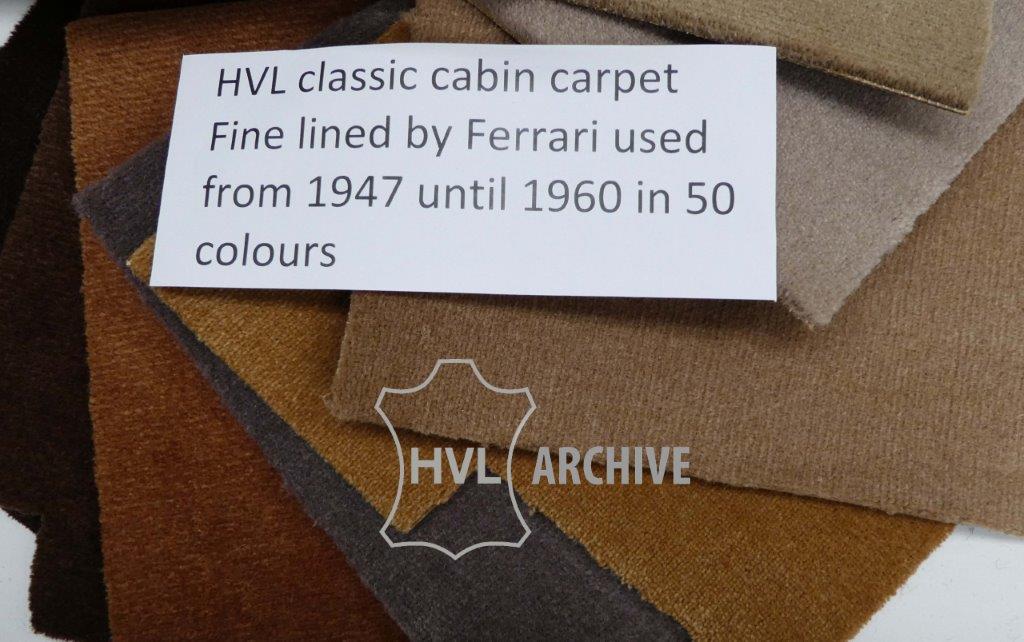 HVL classic cabin carpet
Fine lined by Ferrari used
from 1947 until 1960 in 50
colours
HVL ARCHIVE